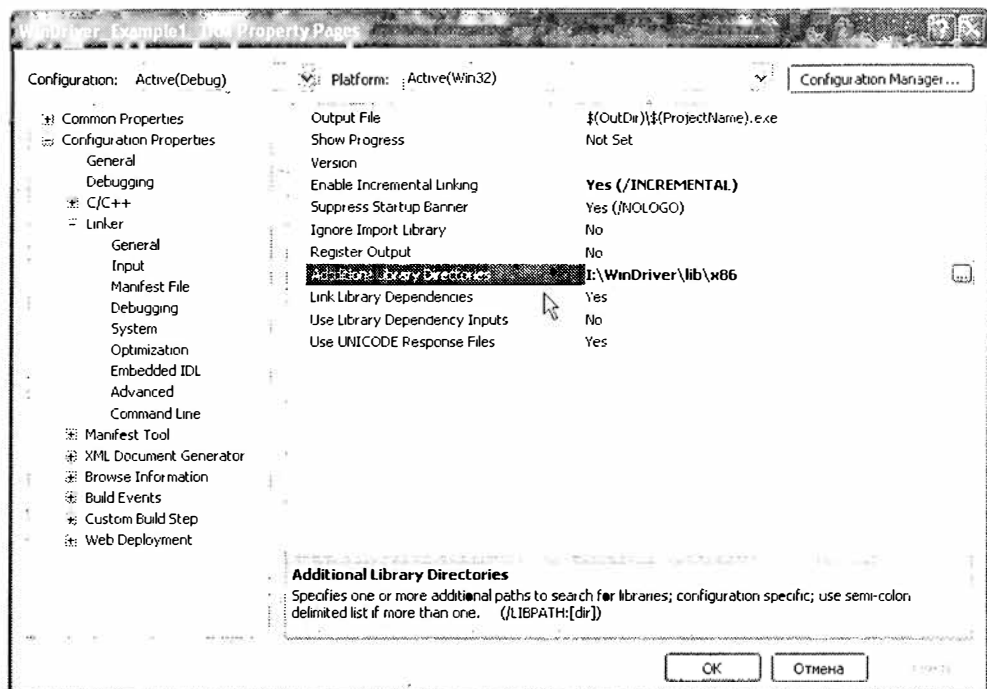 WinDriver_Example1 Property Pages
Configuration: Active(Debug) Platform: Active(Win32) Configuration Manager...
Common Properties
Configuration Properties
General
Debugging
C/C++
Linker
General
Input
Manifest File
Debugging
System
Optimization
Embedded IDL
Advanced
Command Line
Manifest Tool
XML Document Generator
Browse Information
Build Events
Custom Build Step
Web Deployment
Output File $(OutDir)\$(ProjectName).exe
Show Progress Not Set
Version
Enable Incremental Linking Yes (/INCREMENTAL)
Suppress Startup Banner Yes (/NOLOGO)
Ignore Import Library No
Register Output No
Additional Library Directories I:\WinDriver\lib\x86 ...
Link Library Dependencies Yes
Use Library Dependency Inputs No
Use UNICODE Response Files Yes
Additional Library Directories
Specifies one or more additional paths to search for libraries; configuration specific; use semi-colon
delimited list if more than one. (/LIBPATH:[dir])
OK Отмена